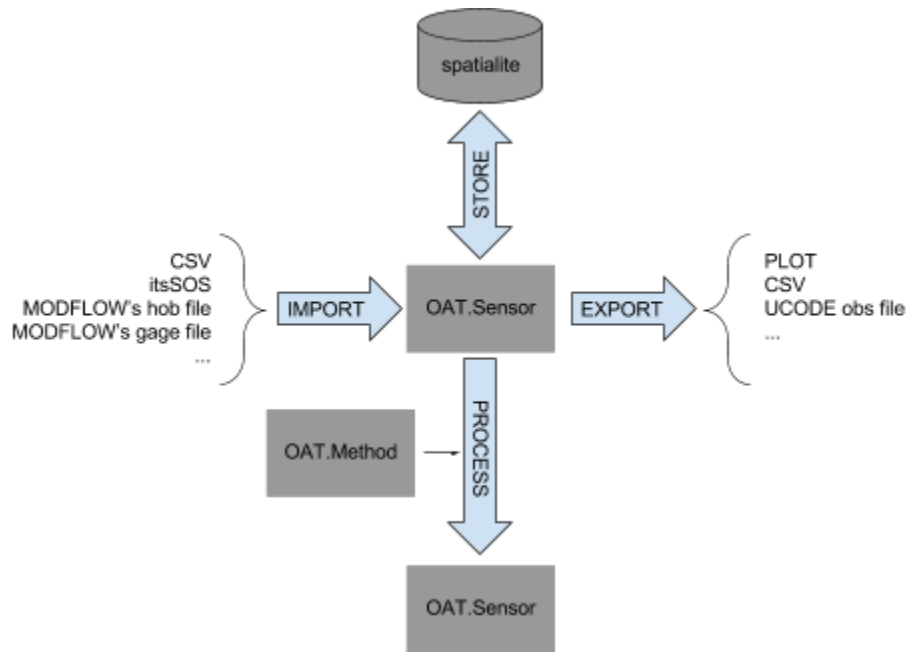 spatialite
STORE
CSV
itsSOS
MODFLOW's hob file
MODFLOW's gage file
...
IMPORT
OAT.Sensor
EXPORT
PLOT
CSV
UCODE obs file
...
PROCESS
OAT.Method
OAT.Sensor